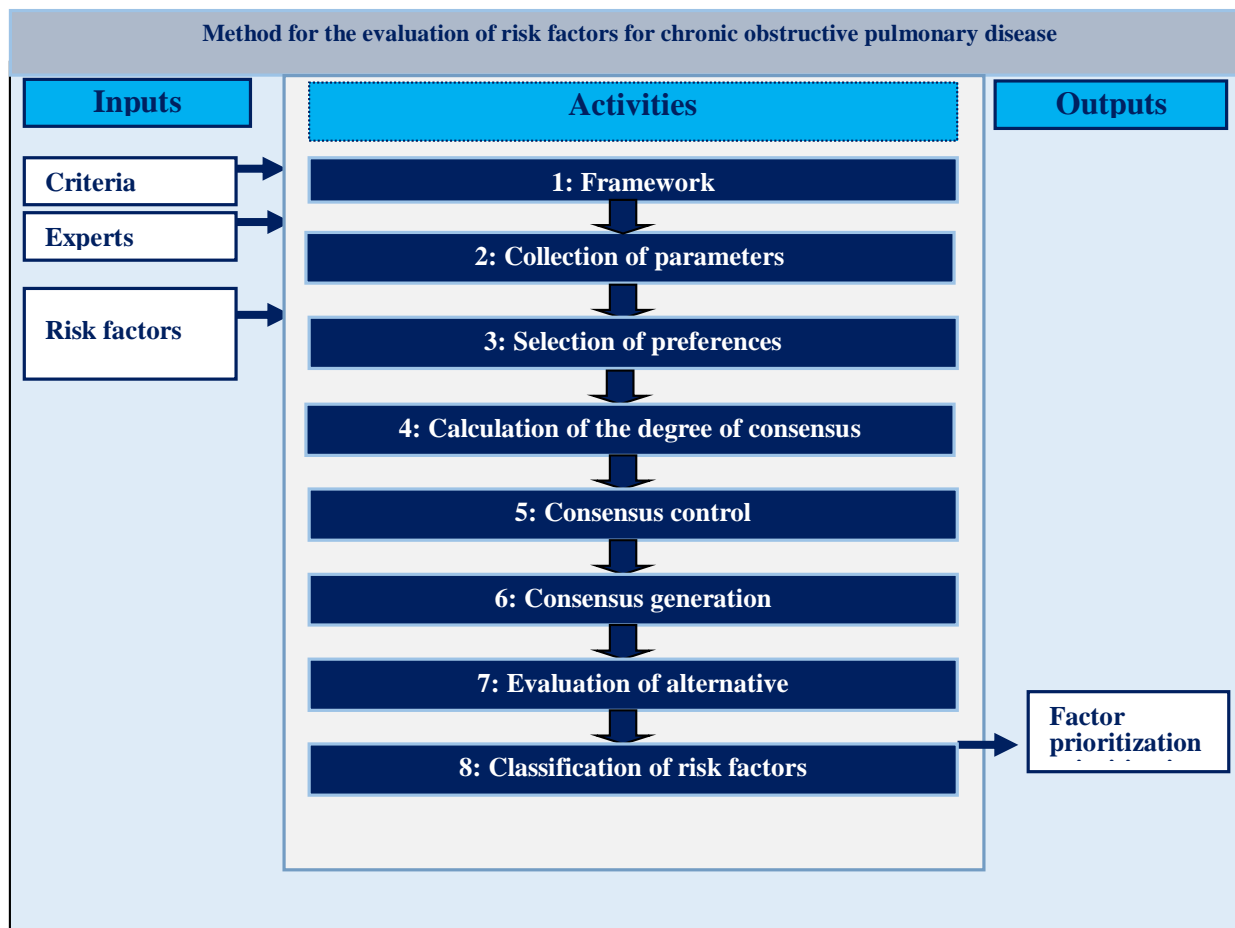 Method for the evaluation of risk factors for chronic obstructive pulmonary disease
Inputs
Activities
Outputs
Criteria
Experts
Risk factors
1: Framework
2: Collection of parameters
3: Selection of preferences
4: Calculation of the degree of consensus
5: Consensus control
6: Consensus generation
7: Evaluation of alternative
8: Classification of risk factors
Factor
prioritization